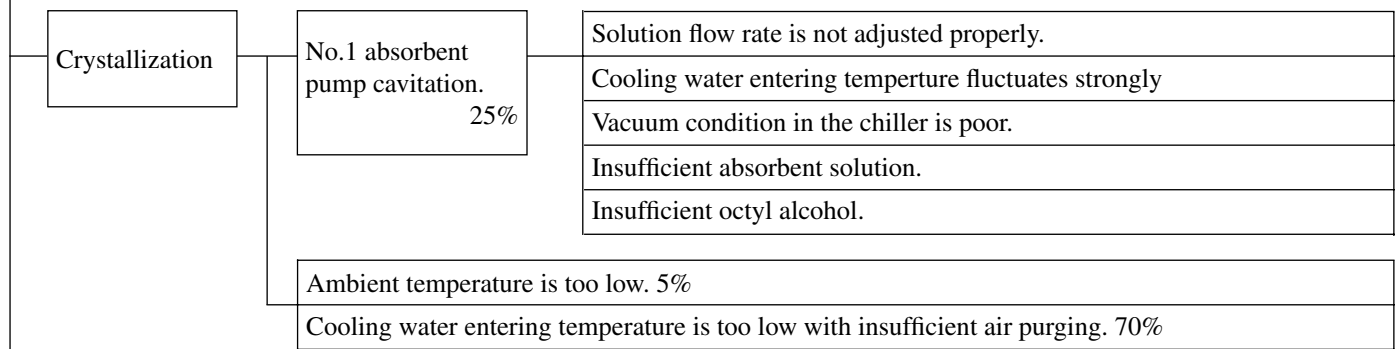 Crystallization
No.1 absorbent
pump cavitation.
25%
Solution flow rate is not adjusted properly.
Cooling water entering temperture fluctuates strongly
Vacuum condition in the chiller is poor.
Insufficient absorbent solution.
Insufficient octyl alcohol.
Ambient temperature is too low. 5%
Cooling water entering temperature is too low with insufficient air purging. 70%